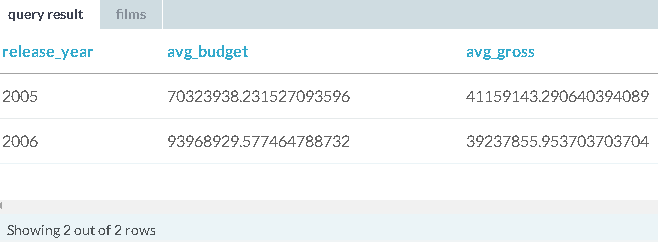 query result films
release_year avg_budget avg_gross
2005 70323938.231527093596 41159143.290640394089
2006 93968929.577464788732 39237855.953703703704
Showing 2 out of 2 rows